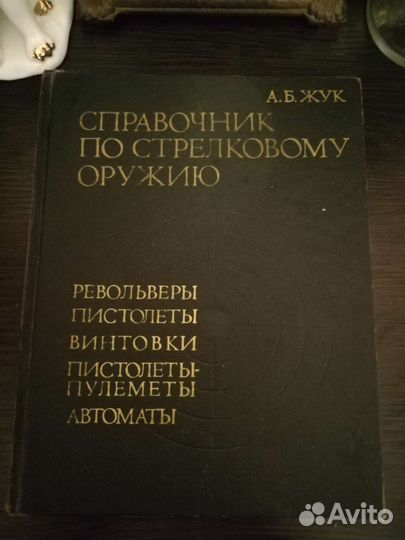 А.Б.ЖУК
СПРАВОЧНИК
ПО СТРЕЛКОВОМУ
ОРУЖИЮ
РЕВОЛЬВЕРЫ
ПИСТОЛЕТЫ
ВИНТОВКИ
ПИСТОЛЕТЫ-
ПУЛЕМЕТЫ
АВТОМАТЫ
Avito